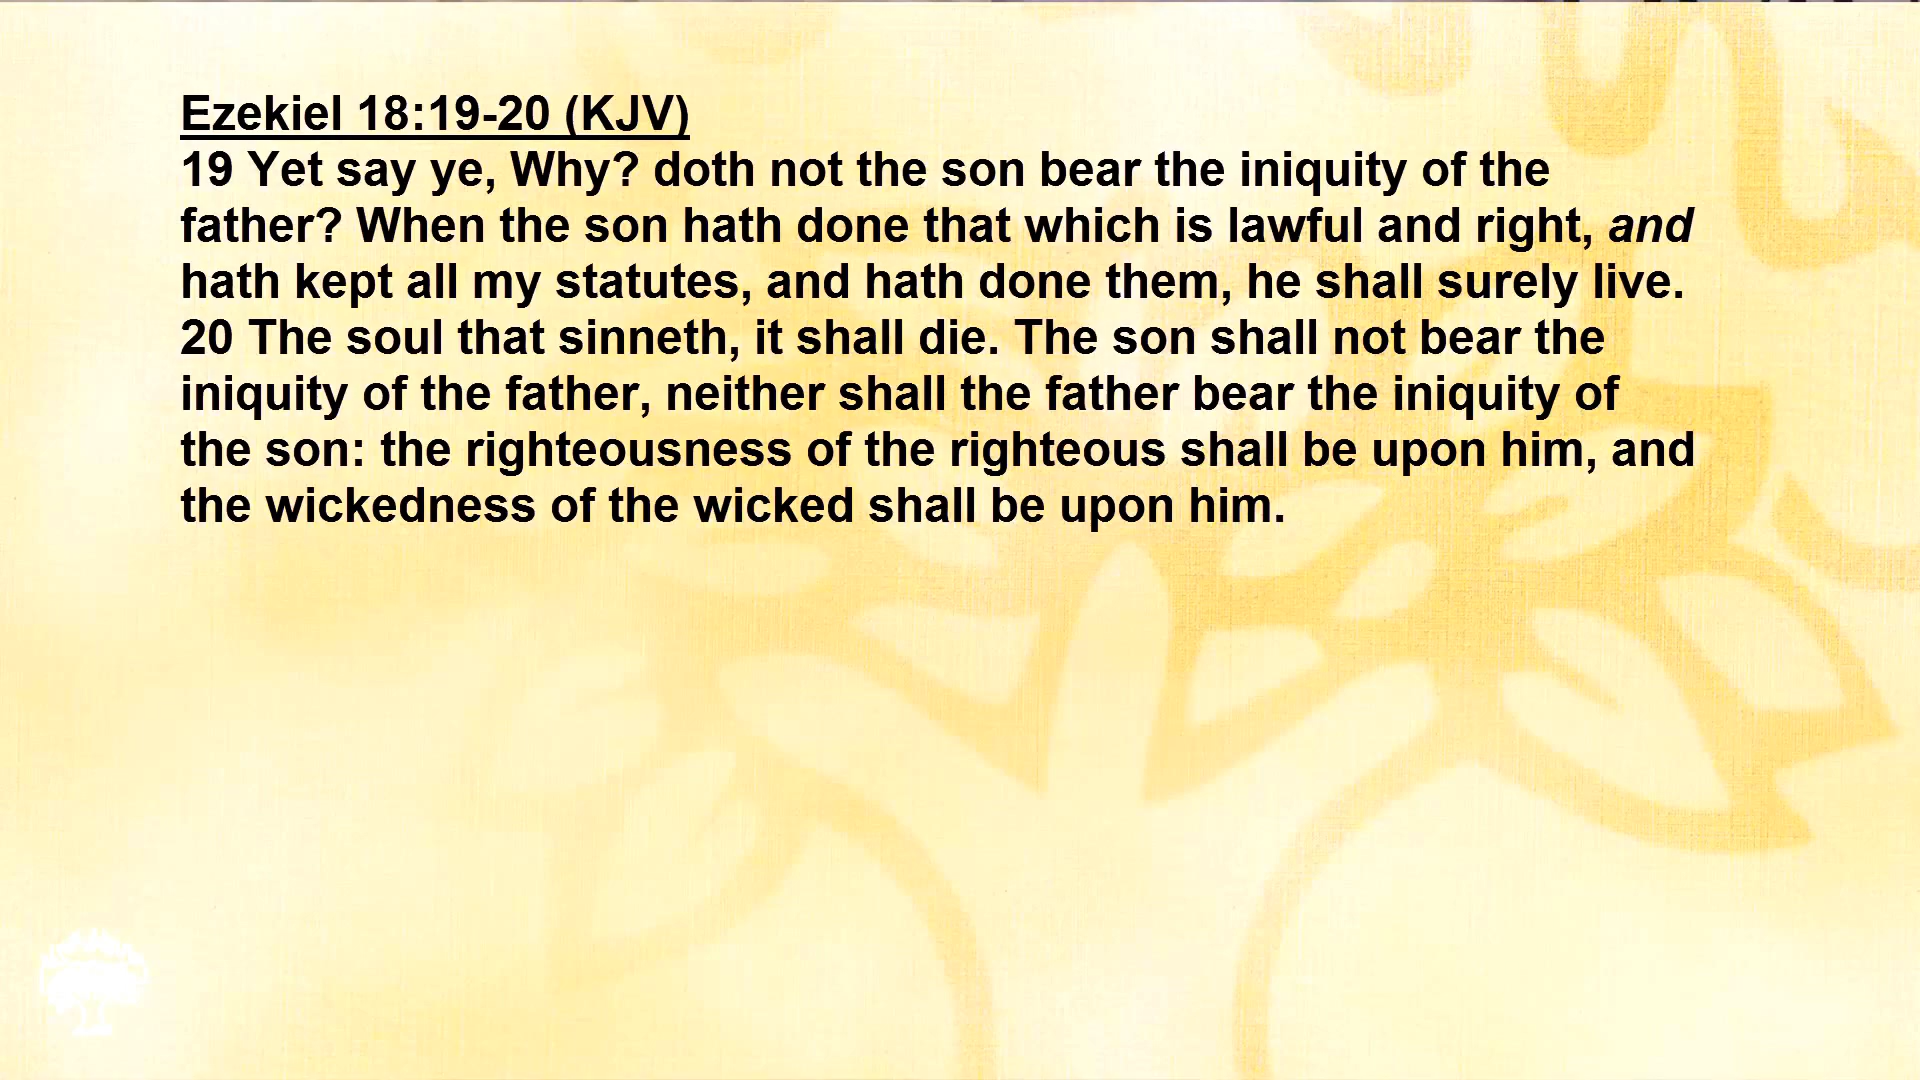 Ezekiel 18:19-20 (KJV)
19 Yet say ye, Why? doth not the son bear the iniquity of the
father? When the son hath done that which is lawful and right, and
hath kept all my statutes, and hath done them, he shall surely live.
20 The soul that sinneth, it shall die. The son shall not bear the
iniquity of the father, neither shall the father bear the iniquity of
the son: the righteousness of the righteous shall be upon him, and
the wickedness of the wicked shall be upon him.